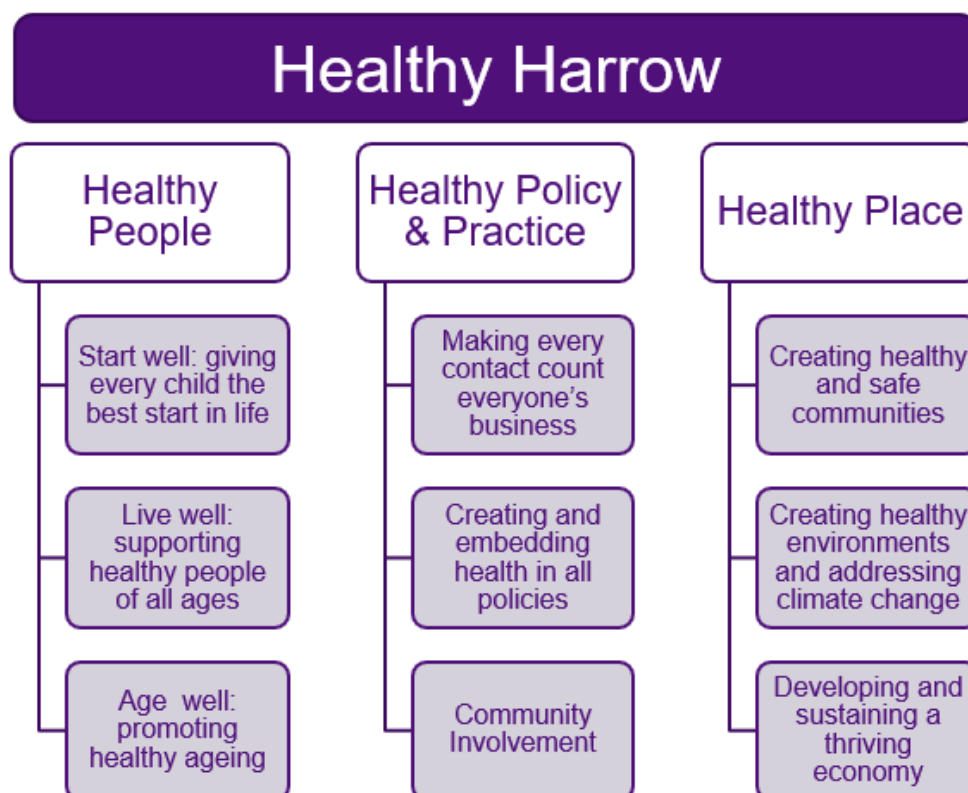 Healthy Harrow
Healthy
People
Start well: giving
every child the
best start in life
Live well:
supporting
healthy people
of all ages
Age well:
promoting
healthy ageing
Healthy Policy
& Practice
Making every
contact count
everyone's
business
Creating and
embedding
health in all
policies
Community
Involvement
Healthy Place
Creating healthy
and safe
communities
Creating healthy
environments
and addressing
climate change
Developing and
sustaining a
thriving
economy